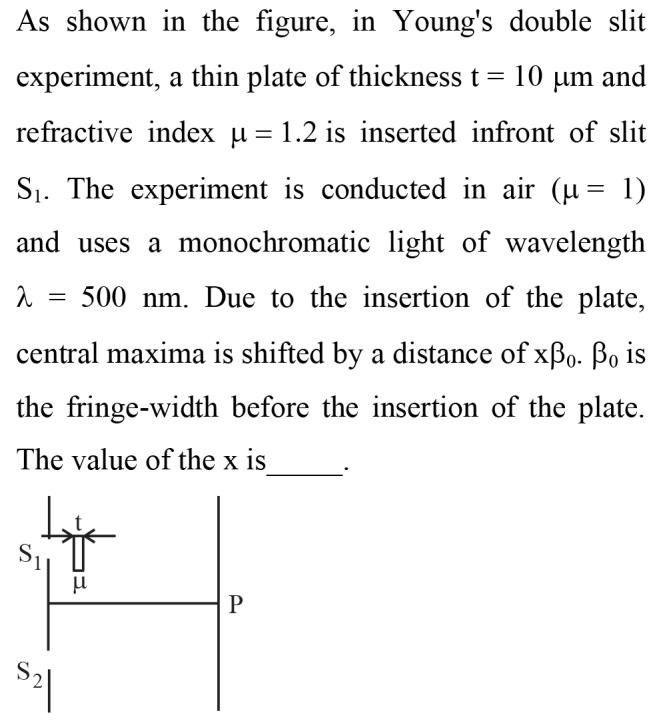 As shown in the figure, in Young's double slit
experiment, a thin plate of thickness t = 10 μm and
refractive index μ = 1.2 is inserted infront of slit
S₁. The experiment is conducted in air (μ = 1)
and uses a monochromatic light of wavelength
λ = 500 nm. Due to the insertion of the plate,
central maxima is shifted by a distance of xβ₀. β₀ is
the fringe-width before the insertion of the plate.
The value of the x is_____.
t
S₁
μ
P
S₂